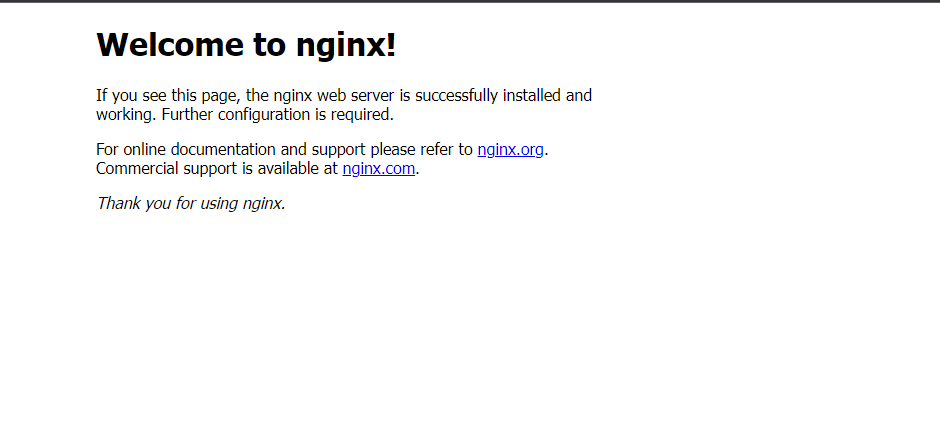 Welcome to nginx!
If you see this page, the nginx web server is successfully installed and
working. Further configuration is required.
For online documentation and support please refer to nginx.org.
Commercial support is available at nginx.com.
Thank you for using nginx.